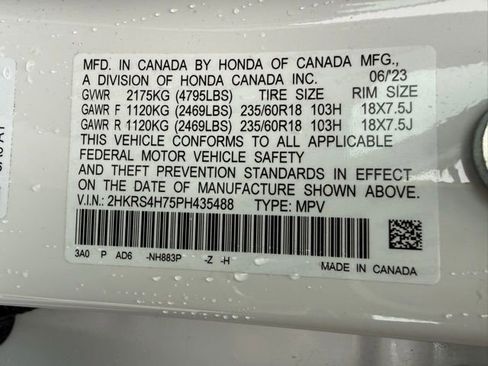 MFD. IN CANADA BY HONDA OF CANADA MFG.,
A DIVISION OF HONDA CANADA INC. 06/'23
GVWR 2175KG (4795LBS) TIRE SIZE RIM SIZE
GAWR F 1120KG (2469LBS) 235/60R18 103H 18X7.5J
GAWR R 1120KG (2469LBS) 235/60R18 103H 18X7.5J
THIS VEHICLE CONFORMS TO ALL APPLICABLE
FEDERAL MOTOR VEHICLE SAFETY
AND THEFT PREVENTION STANDARDS IN EFFECT
ON THE DATE OF MANUFACTURE SHOWN ABOVE.
V.I.N.: 2HKRS4H75PH435488 TYPE: MPV
3A0 P AD6 -NH883P -Z -H
MADE IN CANADA